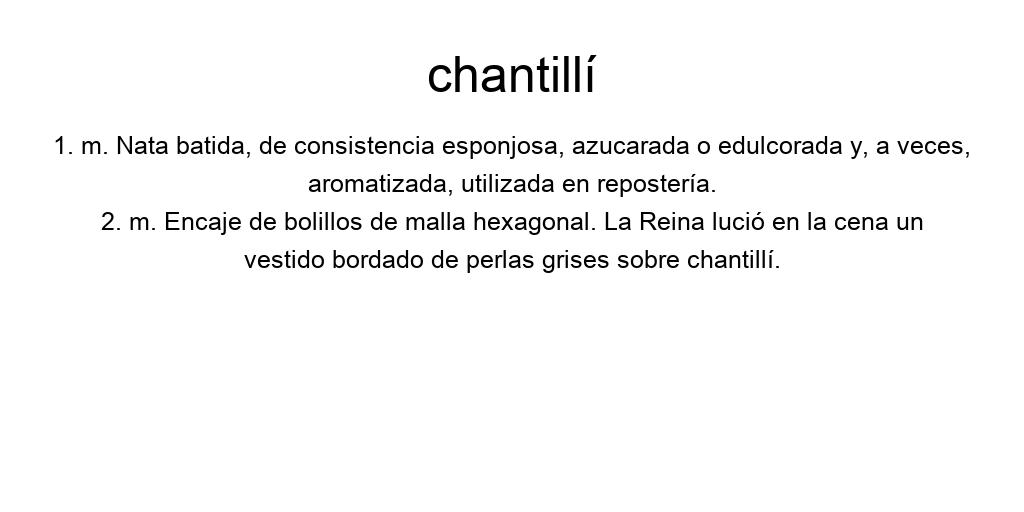 chantillí
1. m. Nata batida, de consistencia esponjosa, azucarada o edulcorada y, a veces,
aromatizada, utilizada en repostería.
2. m. Encaje de bolillos de malla hexagonal. La Reina lució en la cena un
vestido bordado de perlas grises sobre chantillí.